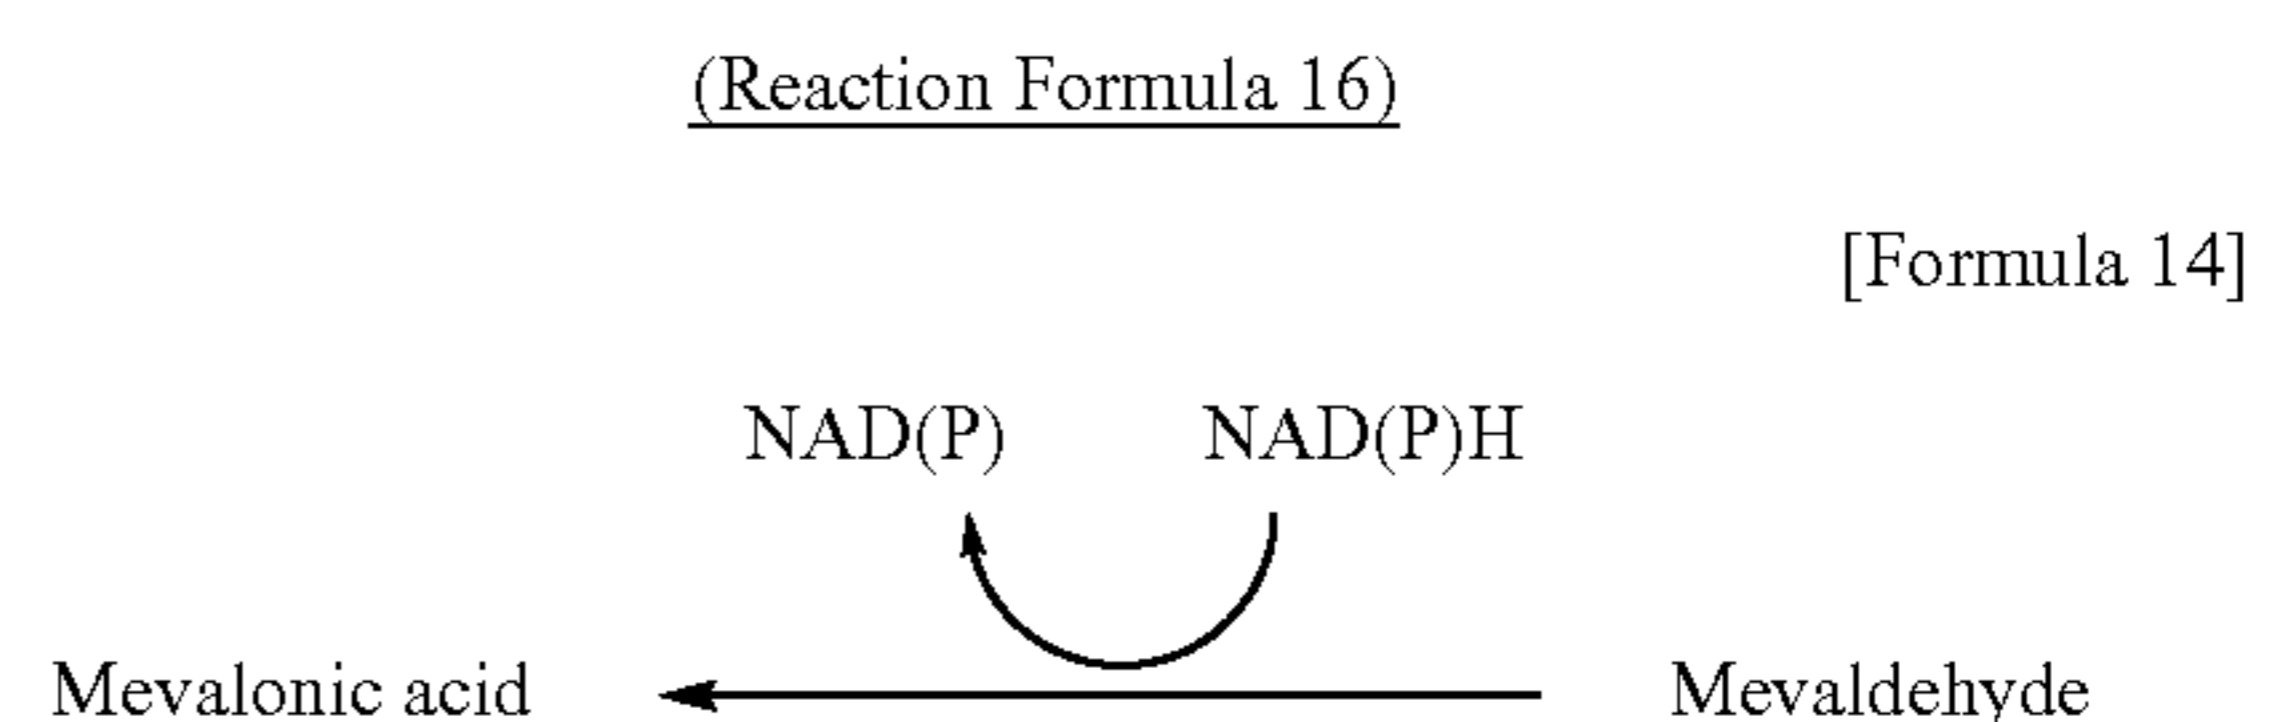 (Reaction Formula 16)
[Formula 14]
NAD(P) NAD(P)H
Mevalonic acid Mevaldehyde